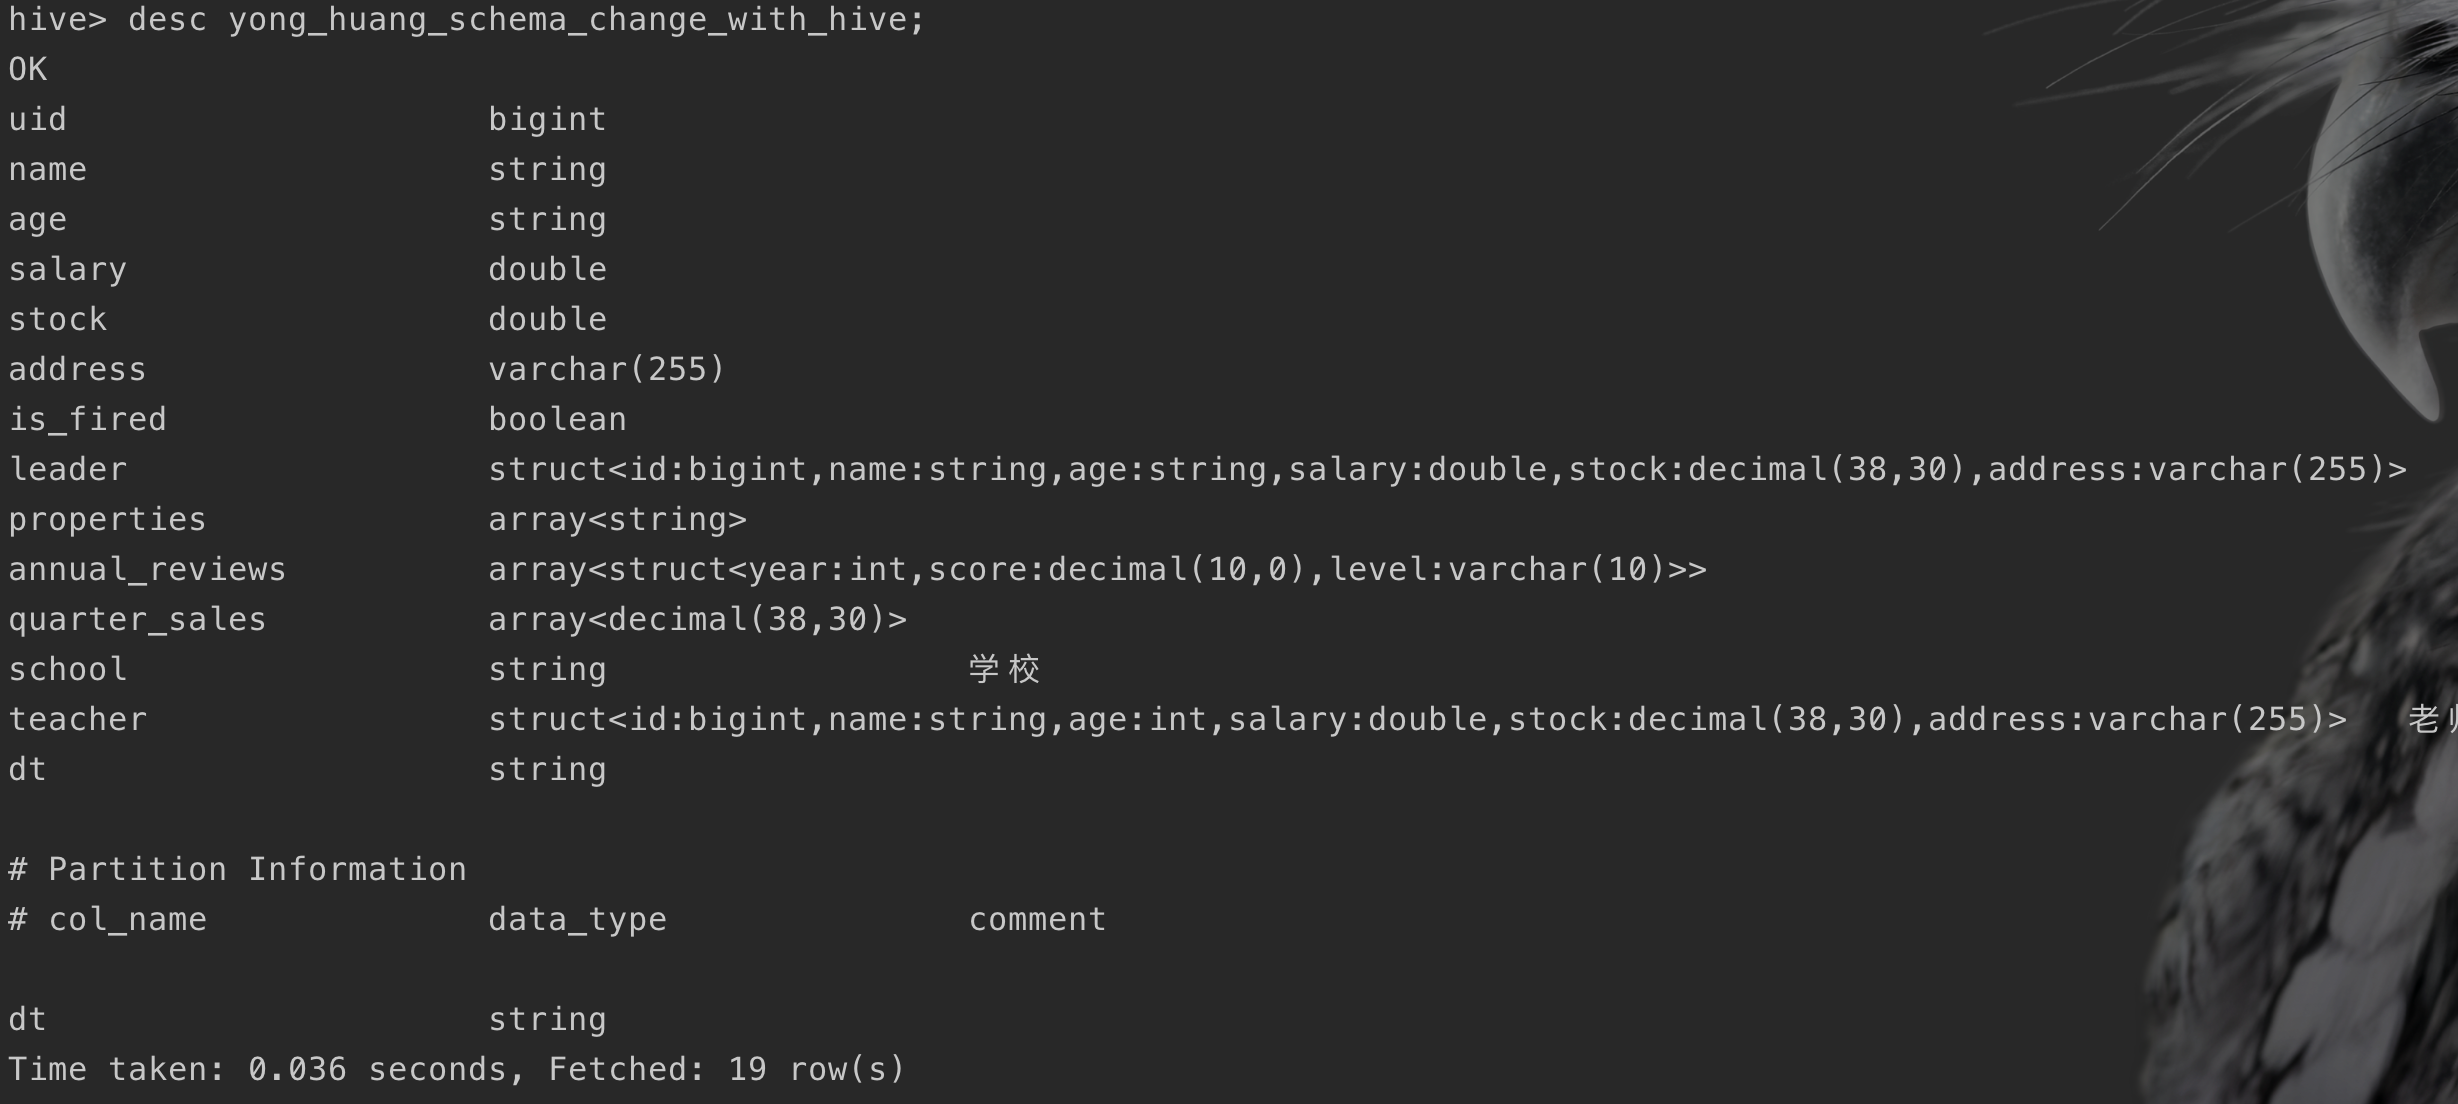 hive> desc yong_huang_schema_change_with_hive;
OK
uid bigint
name string
age string
salary double
stock double
address varchar(255)
is_fired boolean
leader struct<id:bigint,name:string,age:string,salary:double,stock:decimal(38,30),address:varchar(255)>
properties array<string>
annual_reviews array<struct<year:int,score:decimal(10,0),level:varchar(10)>>
quarter_sales array<decimal(38,30)>
school string 学校
teacher struct<id:bigint,name:string,age:int,salary:double,stock:decimal(38,30),address:varchar(255)> 老
dt string
# Partition Information
# col_name data_type comment
dt string
Time taken: 0.036 seconds, Fetched: 19 row(s)